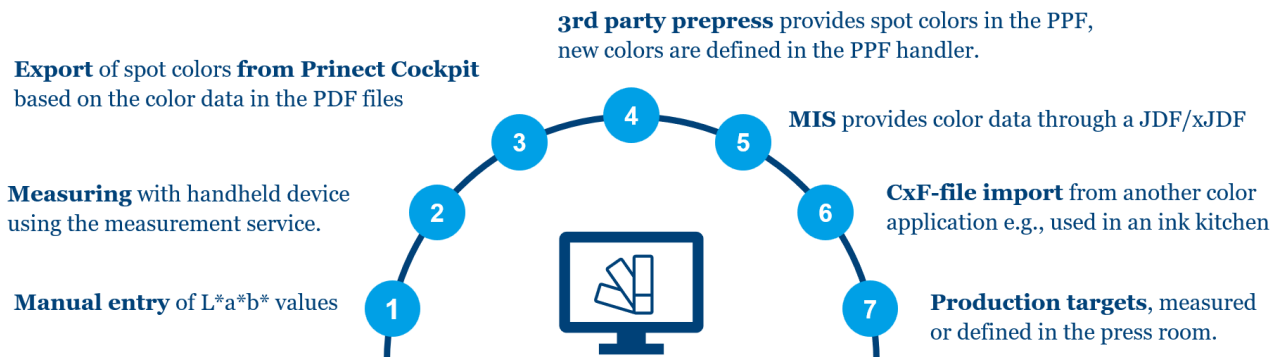 3rd party prepress provides spot colors in the PPF,
new colors are defined in the PPF handler.
Export of spot colors from Prinect Cockpit
based on the color data in the PDF files
4
3
5
MIS provides color data through a JDF/xJDF
Measuring with handheld device
using the measurement service.
2
6
CxF-file import from another color
application e.g., used in an ink kitchen
Manual entry of L*a*b* values
1
7
Production targets, measured
or defined in the press room.